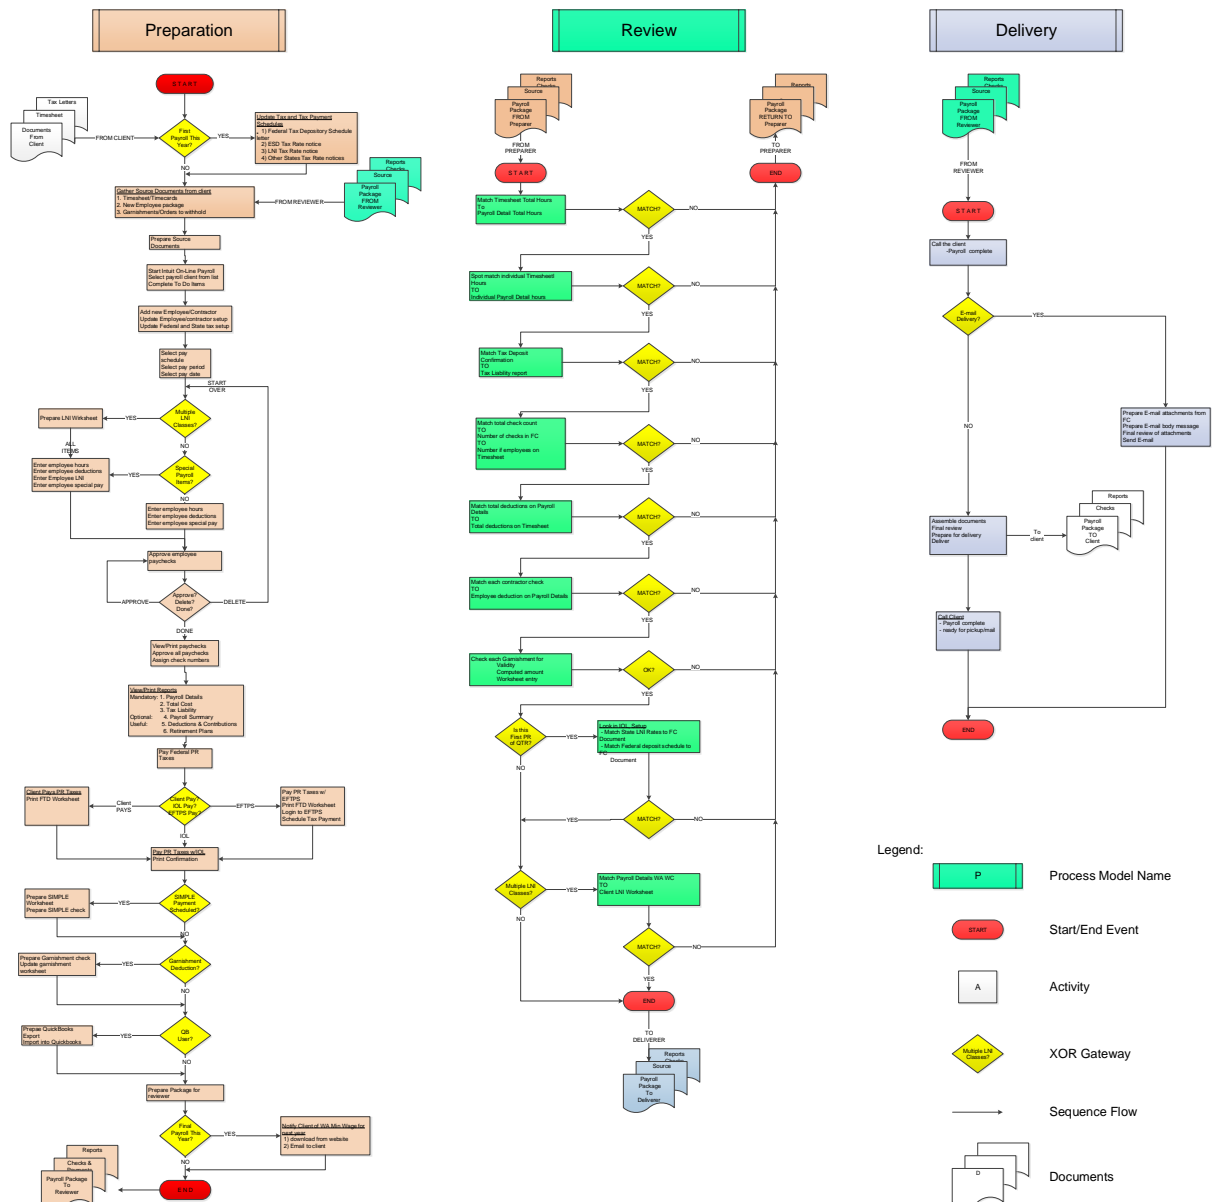 Preparation
START
Tax Letters
Timesheet
Documents
From
Client
FROM CLIENT
First
Payroll This
Year?
YES
Update Tax and Tax Payment
Schedules
1) Federal Tax Depository Schedule
letter
2) ESD Tax Rate notice
3) LNI Tax Rate notice
4) Other States Tax Rate notices
NO
Gather Source Documents from client
1. Timesheet/Timecards
2. New Employee package
3. Garnishments/Orders to withhold
FROM REVIEWER
Reports
Checks
Source
Payroll
Package
FROM
Reviewer
Prepare Source
Documents
Start Intuit On-Line Payroll
Select payroll client from list
Complete To Do Items
Add new Employee/Contractor
Update Employee/contractor setup
Update Federal and State tax setup
Select pay
schedule
Select pay period
Select pay date
START
OVER
Multiple
LNI
Classes?
YES
Prepare LNI Wirksheet
ALL
ITEMS
NO
Special
Payroll
Items?
YES
Enter employee hours
Enter employee deductions
Enter Employee LNI
Enter employee special pay
NO
Enter employee hours
Enter employee deductions
Enter employee special pay
Approve employee
paychecks
Approve?
Delete?
Done?
APPROVE
DELETE
DONE
View/Print paychecks
Approve all paychecks
Assign check numbers
View/Print Reports
Mandatory: 1. Payroll Details
2. Total Cost
3. Tax Liability
Optional: 4. Payroll Summary
Useful: 5. Deductions & Contributions
6. Retirement Plans
Pay Federal PR
Taxes
Client Pay?
IOL Pay?
EFTPS Pay?
Client
PAYS
Client Pays PR Taxes
Print FTD Worksheet
EFTPS
Pay PR Taxes w/
EFTPS
Print FTD Worksheet
Login to EFTPS
Schedule Tax Payment
IOL
Pay PR Taxes w/IOL
Print Confirmation
SIMPLE
Payment
Scheduled?
YES
Prepare SIMPLE
Worksheet
Prepare SIMPLE check
NO
Garnishment
Deduction?
YES
Prepare Garnishment check
Update garnishment
worksheet
NO
QB
User?
YES
Prepae QuickBooks
Export
Import into Quickbooks
NO
Prepare Package for
reviewer
Final
Payroll This
Year?
YES
Notify Client of WA Min Wage for
next year
1) download from website
2) Email to client
NO
END
Reports
Checks &
Payments
Payroll Package
To
Reviewer
Review
Reports
Checks
Source
Payroll
Package
FROM
Preparer
FROM
PREPARER
START
Reports
Payroll
Package
RETURN TO
Preparer
TO
PREPARER
END
Match Timesheet Total Hours
To
Payroll Detail Total Hours
MATCH?
NO
YES
Spot match individual Timesheetl
Hours
TO
Individual Payroll Detail hours
MATCH?
NO
YES
Match Tax Deposit
Confirmation
TO
Tax Liability report
MATCH?
NO
YES
Match total check count
TO
Number of checks in FC
TO
Number if employees on
Timesheet
MATCH?
NO
YES
Match total deductions on Payroll
Details
TO
Total deductions on Timesheet
MATCH?
NO
YES
Match each contractor check
TO
Employee deduction on Payroll Details
MATCH?
NO
YES
Check each Garnishment for
Validity
Computed amount
Worksheet entry
OK?
NO
YES
Is this
First PR
of QTR?
YES
Look in IOL Setup
- Match State LNI Rates to FC
Document
- Match Federal deposit schedule to
FC
Document
NO
MATCH?
YES
NO
Multiple LNI
Classes?
YES
Match Payroll Details WA WC
TO
Client LNI Worksheet
NO
MATCH?
NO
YES
END
TO
DELIVERER
Reports
Checks
Source
Payroll
Package
To
Deliverer
Delivery
Reports
Checks
Source
Payroll
Package
FROM
Reviewer
FROM
REVIEWER
START
Call the client
-Payroll complete
E-mail
Delivery?
YES
NO
Prepare E-mail attachments from
FC
Prepare E-mail body message
Final review of attachments
Send E-mail
Assemble documents
Final review
Prepare for delivery
Deliver
To
client
Reports
Checks
Payroll
Package
TO
Client
Call Client
- Payroll complete
- ready for pickup/mail
END
Legend:
P
Process Model Name
START
Start/End Event
A
Activity
Multiple LNI
Classes?
XOR Gateway
Sequence Flow
D
Documents